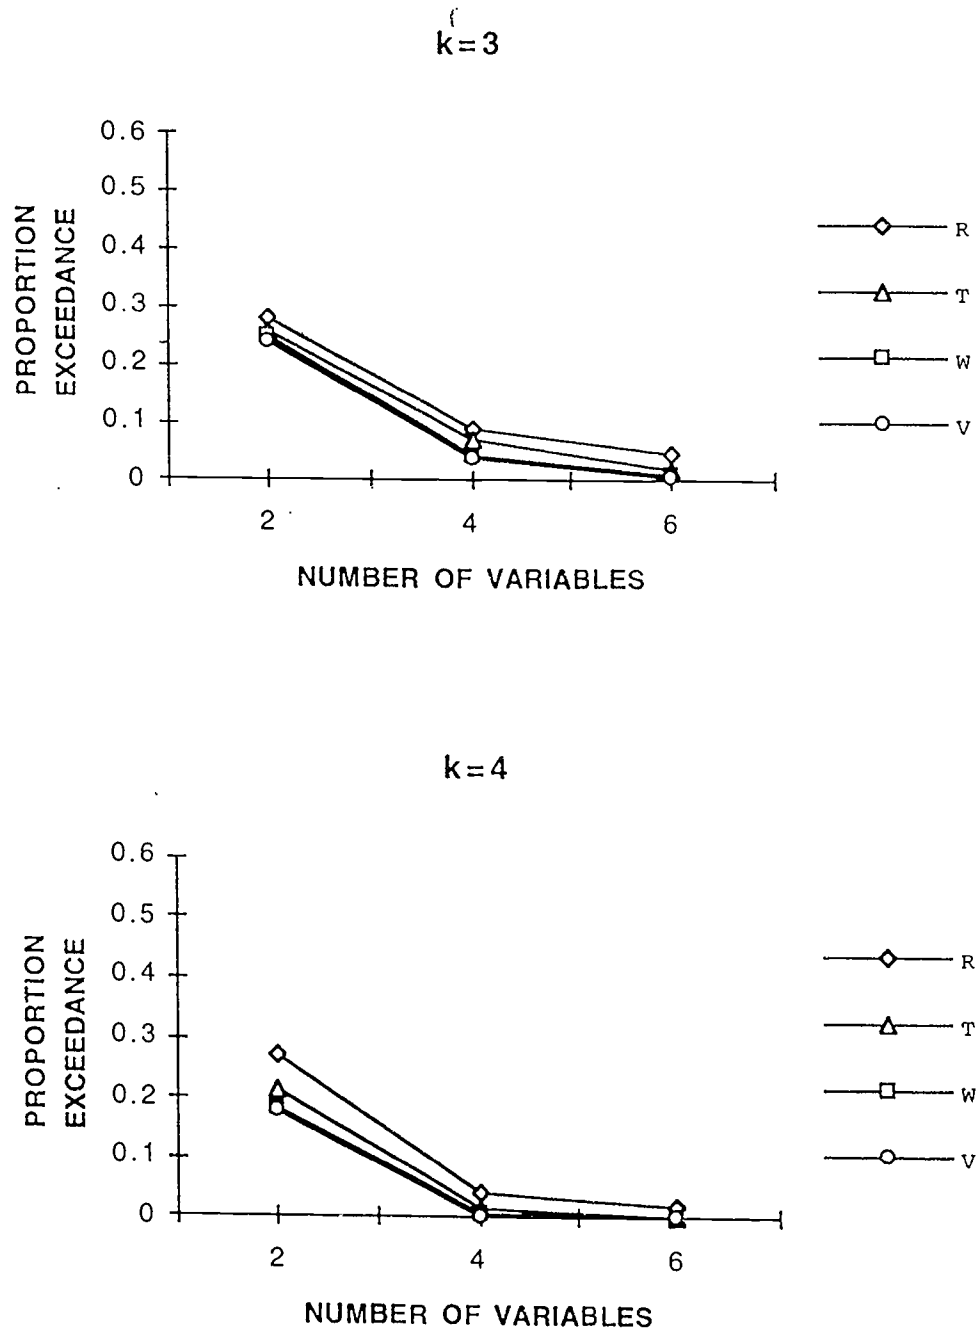 k=3
0.6
0.5
0.4
0.3
0.2
0.1
0
PROPORTION
EXCEEDANCE
R
T
W
V
2 4 6
NUMBER OF VARIABLES
k=4
0.6
0.5
0.4
0.3
0.2
0.1
0
PROPORTION
EXCEEDANCE
R
T
W
V
2 4 6
NUMBER OF VARIABLES